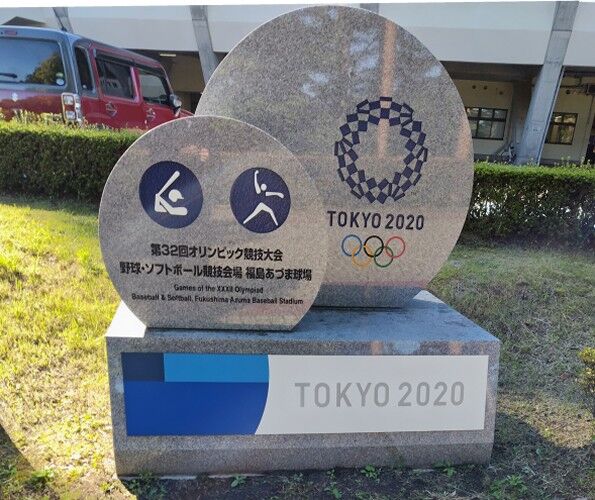 第32回オリンピック競技大会
野球・ソフトボール競技会場 福島あづま球場
Games of the XXXII Olympiad
Baseball & Softball, Fukushima Azuma Baseball Stadium
TOKYO 2020
TOKYO 2020